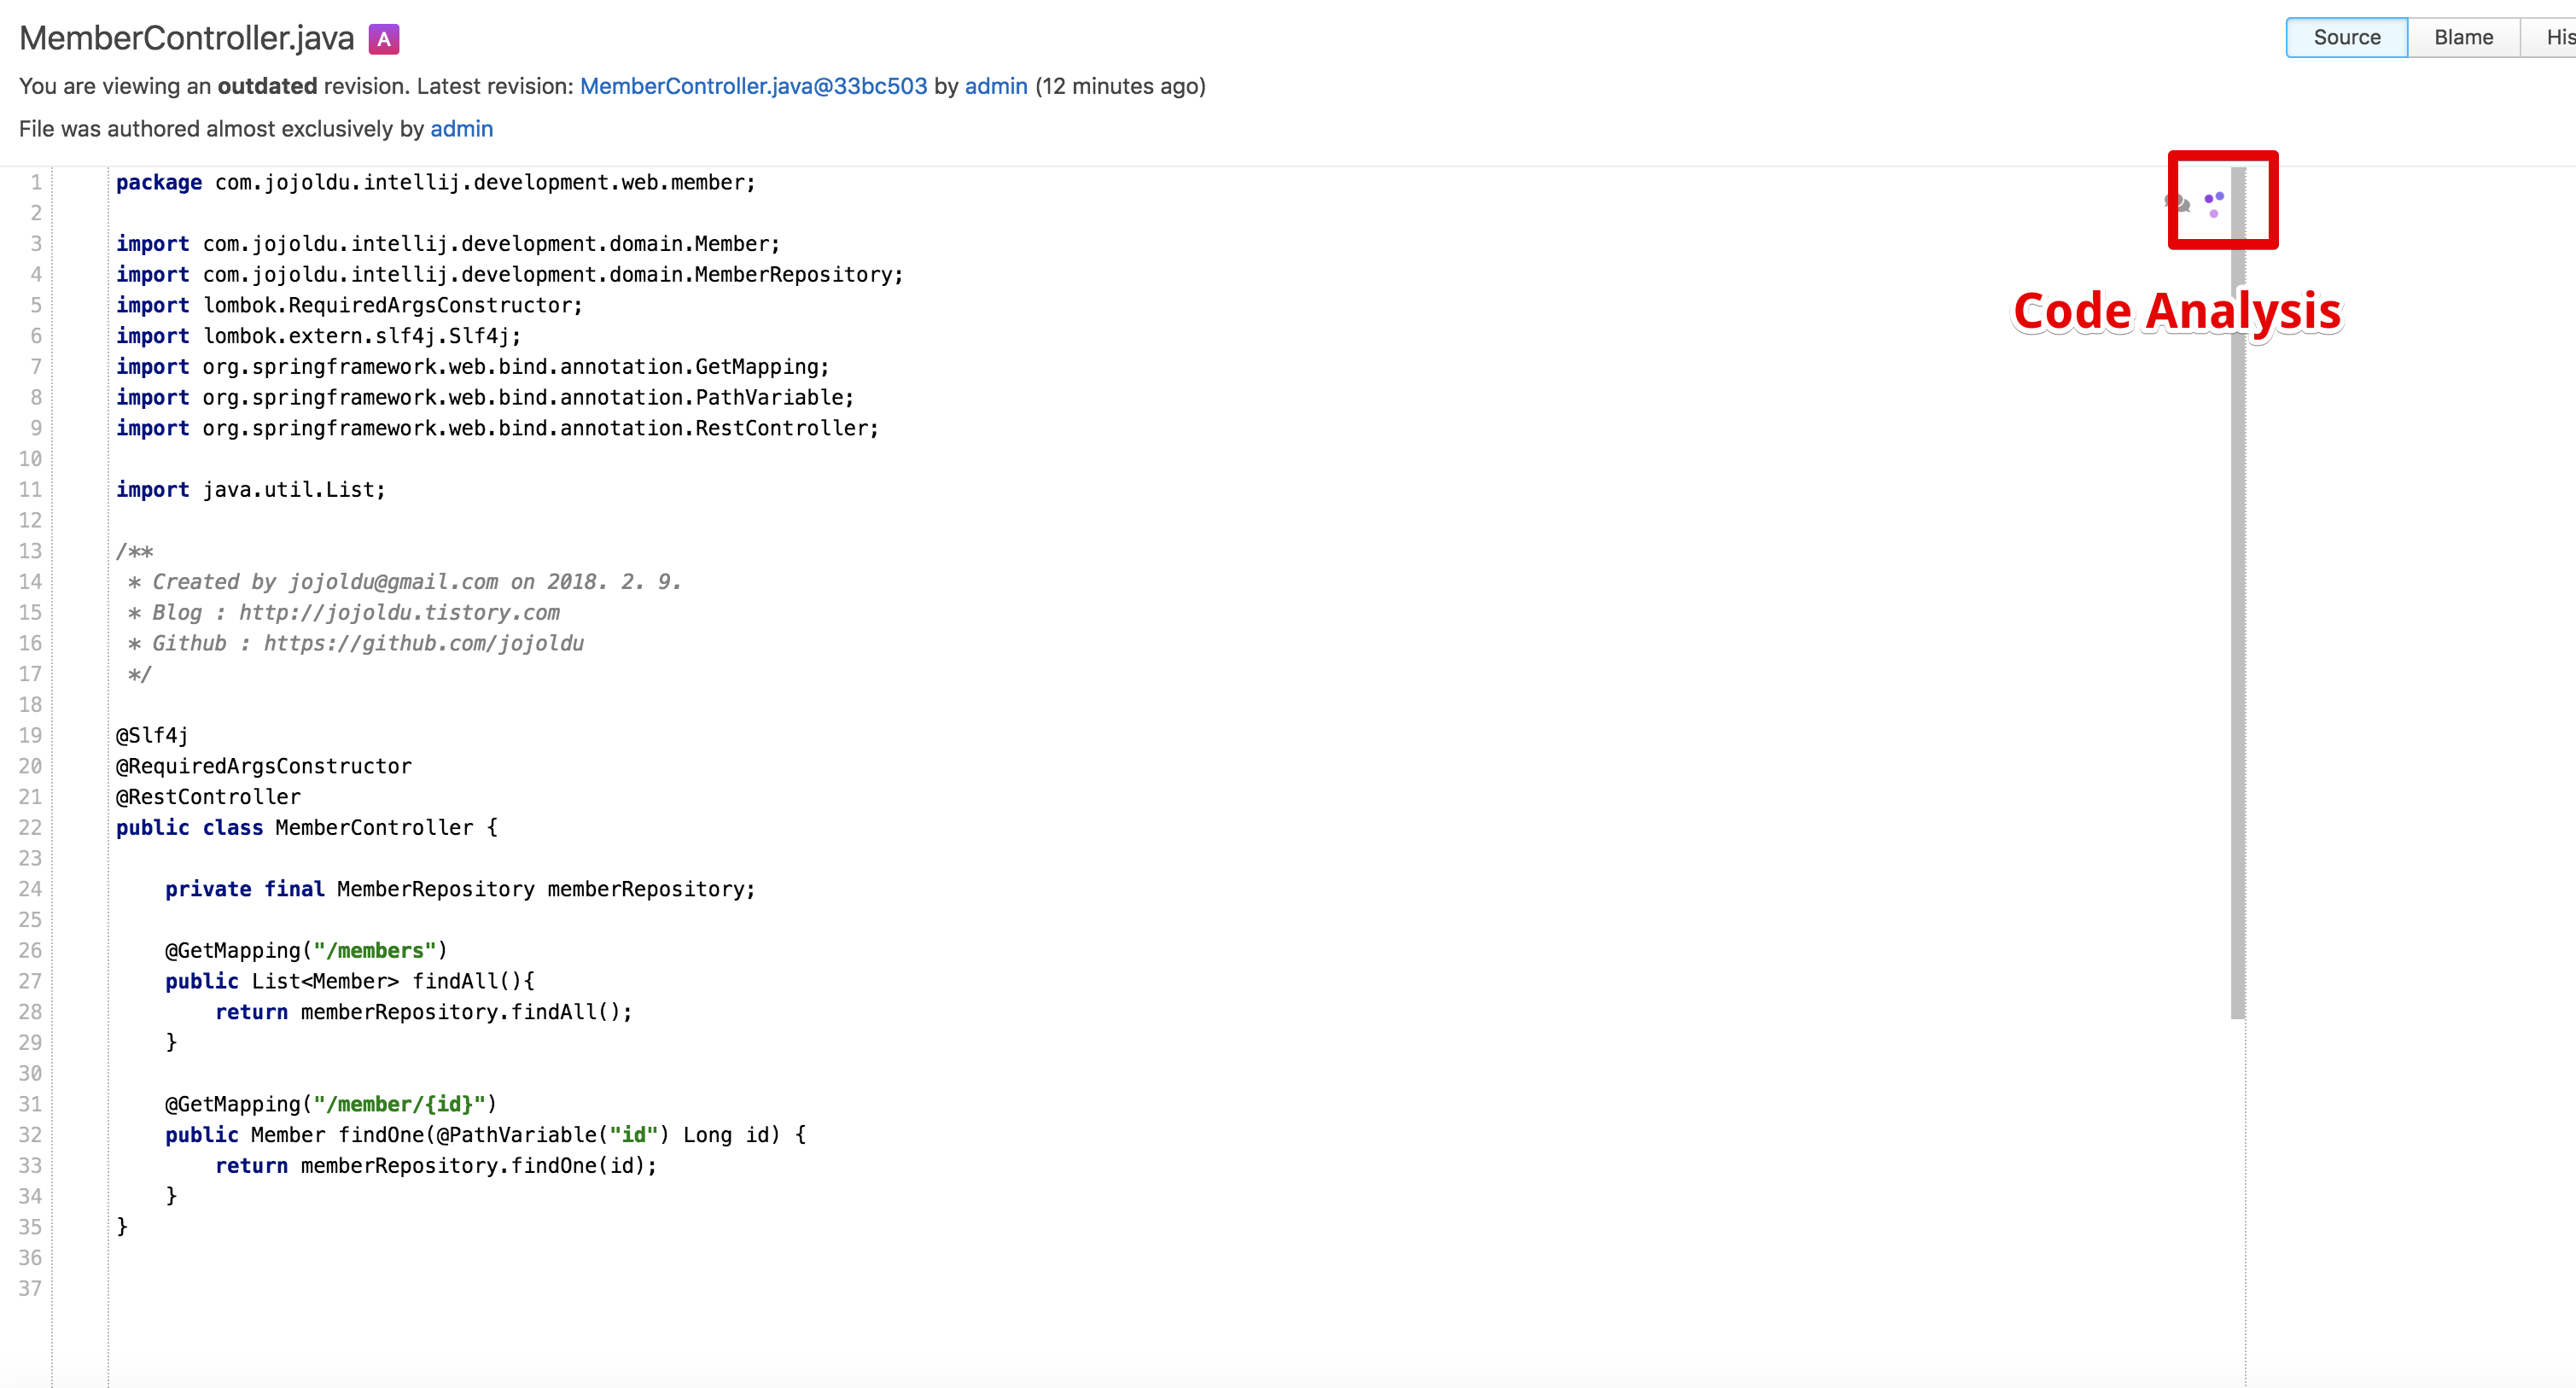 MemberController.java A
Source Blame His
You are viewing an outdated revision. Latest revision: MemberController.java@33bc503 by admin (12 minutes ago)
File was authored almost exclusively by admin
1 package com.jojoldu.intellij.development.web.member;
2
3 import com.jojoldu.intellij.development.domain.Member;
4 import com.jojoldu.intellij.development.domain.MemberRepository;
5 import lombok.RequiredArgsConstructor;
6 import lombok.extern.slf4j.Slf4j;
7 import org.springframework.web.bind.annotation.GetMapping;
8 import org.springframework.web.bind.annotation.PathVariable;
9 import org.springframework.web.bind.annotation.RestController;
10
11 import java.util.List;
12
13 /**
14  * Created by jojoldu@gmail.com on 2018. 2. 9.
15  * Blog : http://jojoldu.tistory.com
16  * Github : https://github.com/jojoldu
17  */
18
19 @Slf4j
20 @RequiredArgsConstructor
21 @RestController
22 public class MemberController {
23
24     private final MemberRepository memberRepository;
25
26     @GetMapping("/members")
27     public List<Member> findAll(){
28         return memberRepository.findAll();
29     }
30
31     @GetMapping("/member/{id}")
32     public Member findOne(@PathVariable("id") Long id) {
33         return memberRepository.findOne(id);
34     }
35 }
36
37
Code Analysis